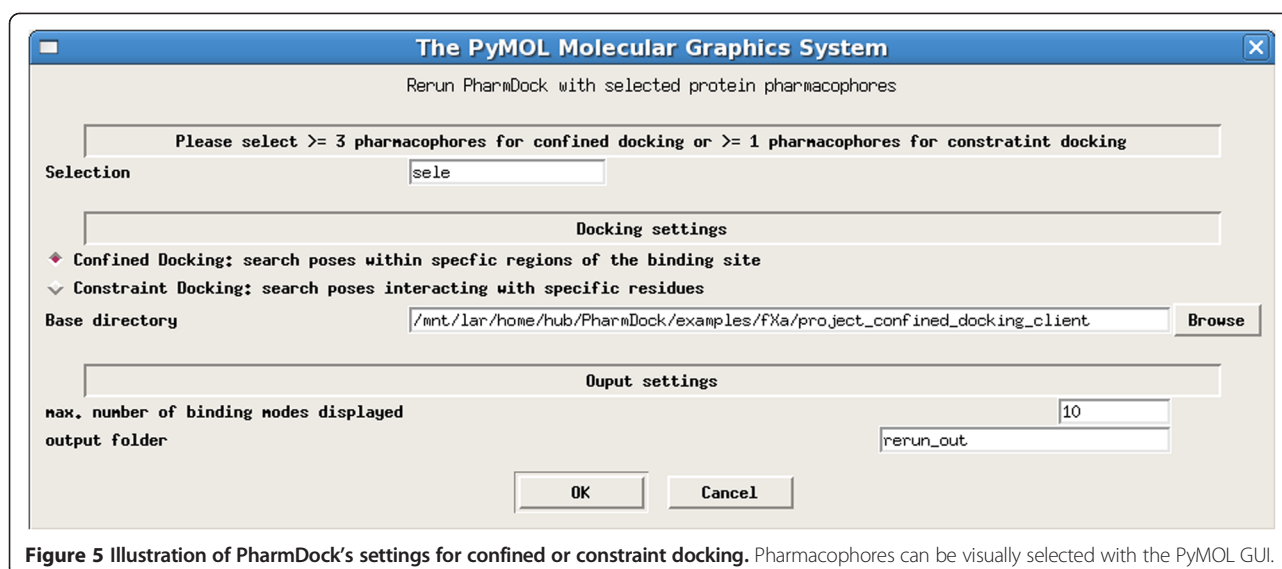 The PyMOL Molecular Graphics System
Rerun PharmDock with selected protein pharmacophores
Please select >= 3 pharmacophores for confined docking or >= 1 pharmacophores for constratint docking
Selection sele
Docking settings
Confined Docking: search poses within specfic regions of the binding site
Constraint Docking: search poses interacting with specific residues
Base directory /mnt/lar/home/hub/PharmDock/examples/fXa/project_confined_docking_client Browse
Ouput settings
max. number of binding modes displayed 10
output folder rerun_out
OK Cancel
Figure 5 Illustration of PharmDock's settings for confined or constraint docking. Pharmacophores can be visually selected with the PyMOL GUI.